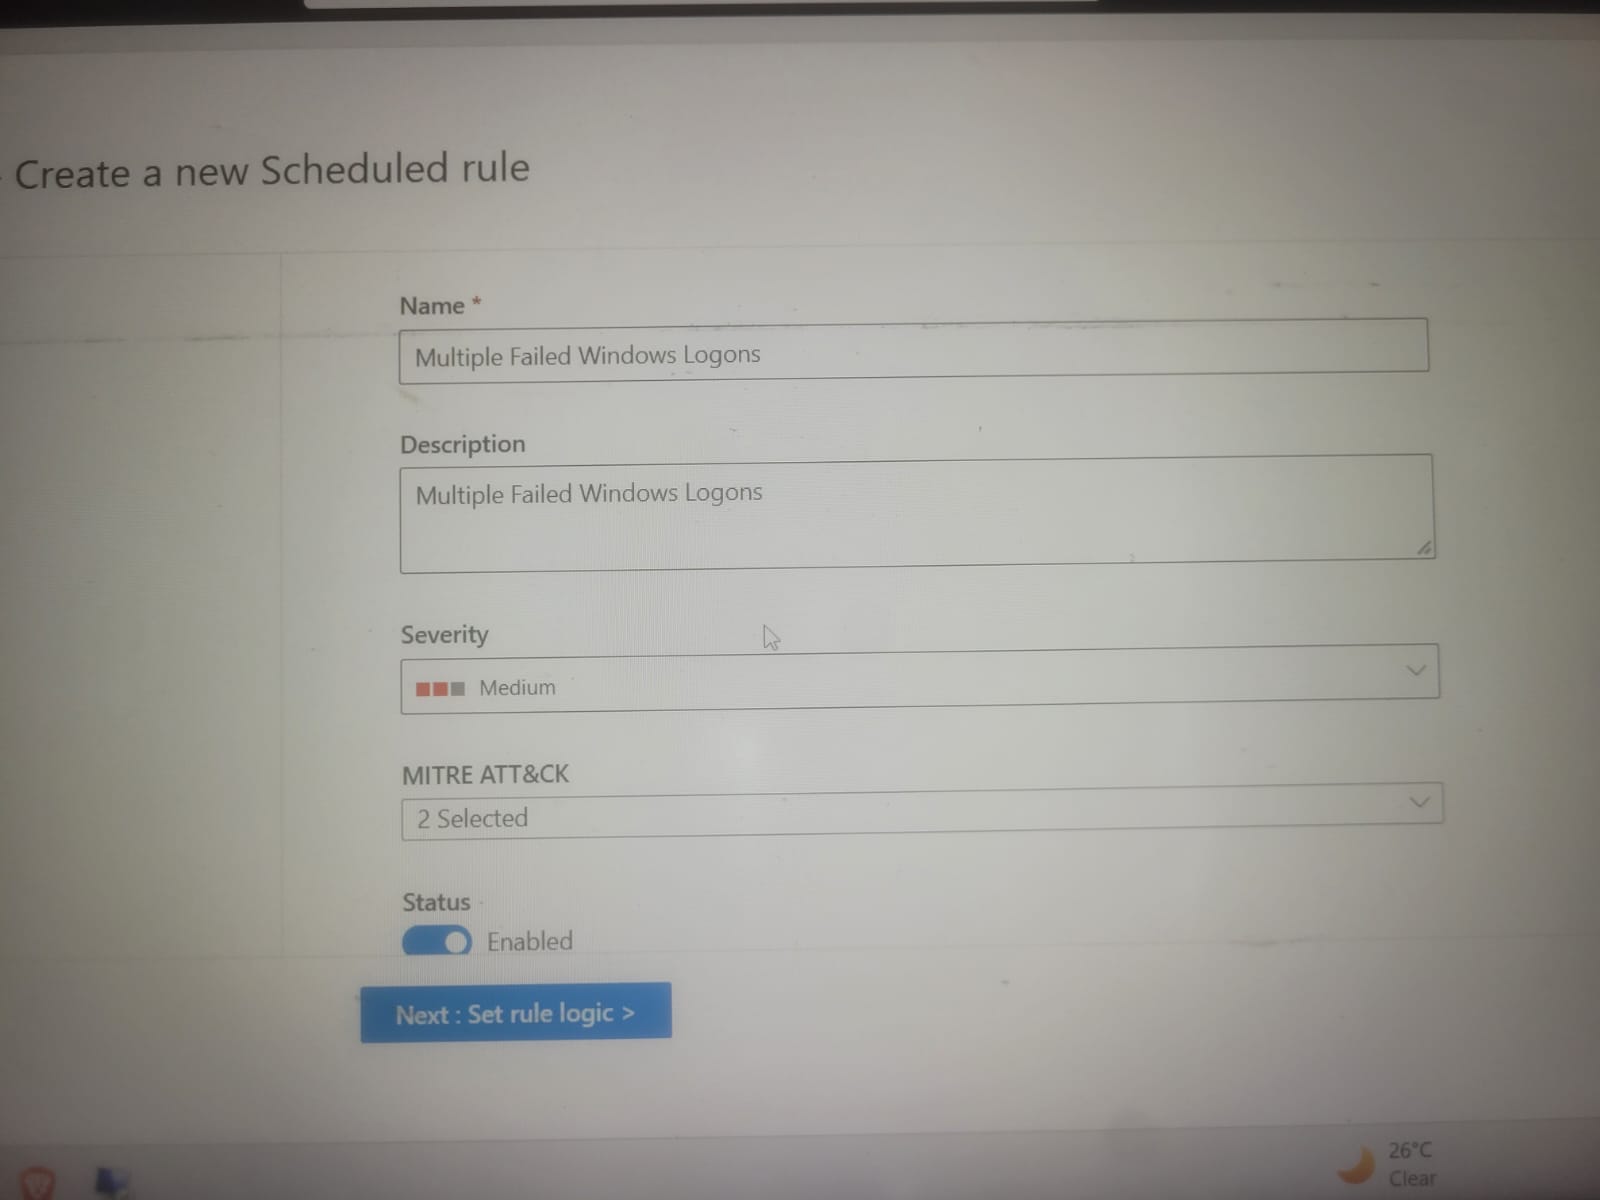 Create a new Scheduled rule
Name *
Multiple Failed Windows Logons
Description
Multiple Failed Windows Logons
Severity
Medium
MITRE ATT&CK
2 Selected
Status
Enabled
Next : Set rule logic >
26°C
Clear